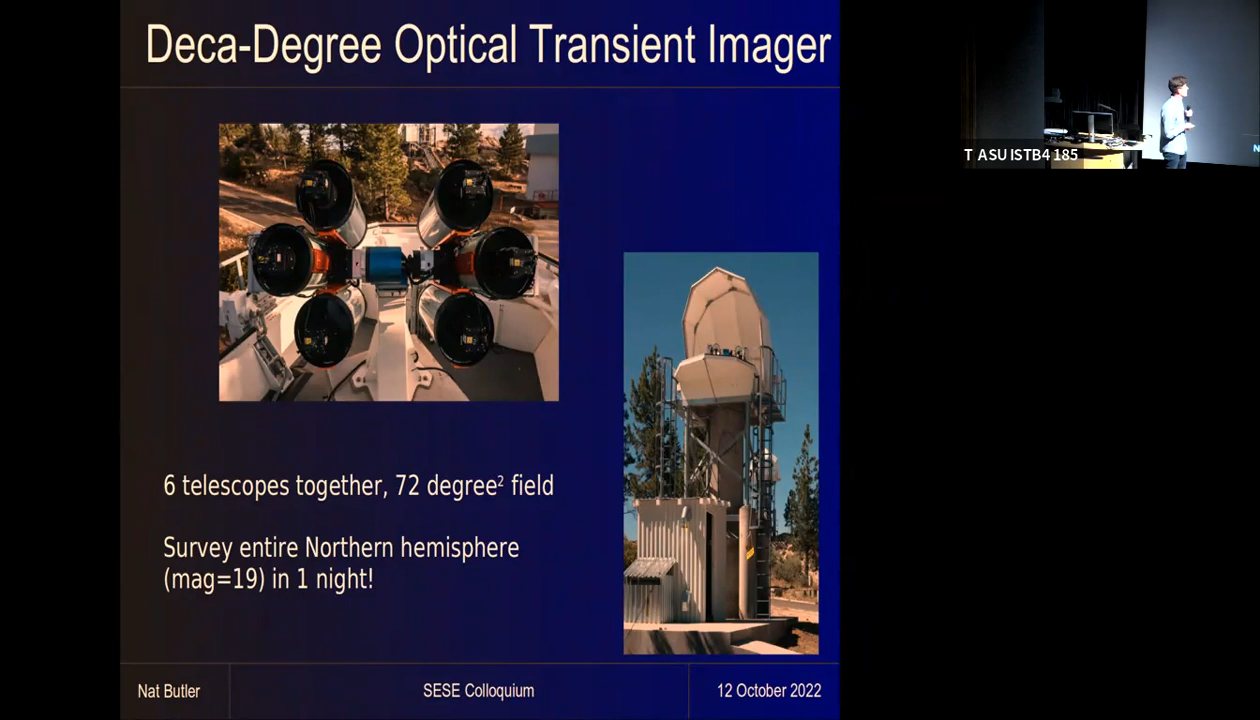 Deca-Degree Optical Transient Imager
T ASU ISTB4 185
6 telescopes together, 72 degree² field
Survey entire Northern hemisphere
(mag=19) in 1 night!
Nat Butler
SESE Colloquium
12 October 2022